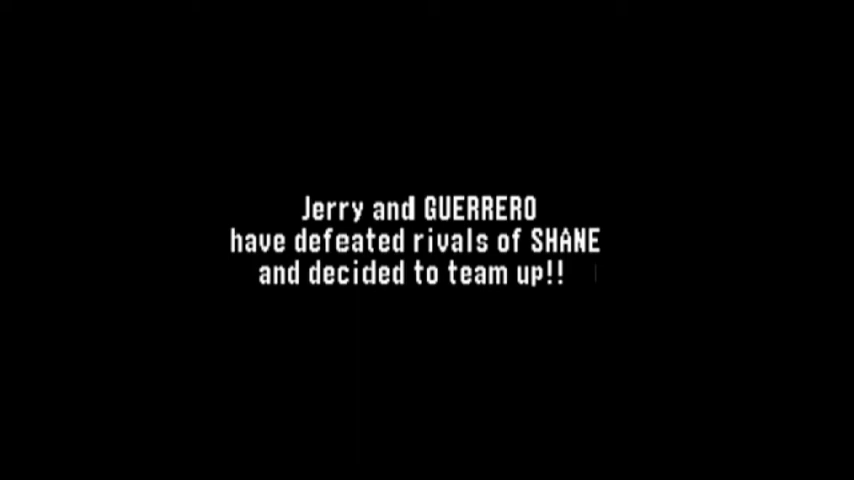 Jerry and GUERRERO
have defeated rivals of SHANE
and decided to team up!!